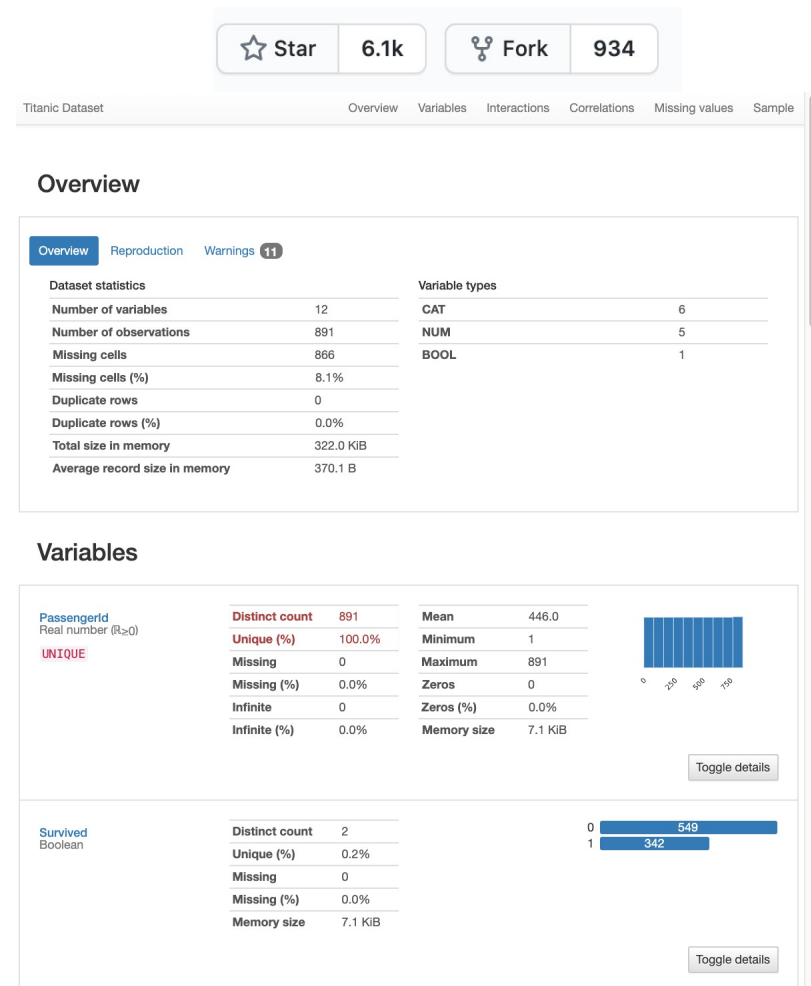 Star 6.1k Fork 934
Titanic Dataset Overview Variables Interactions Correlations Missing values Sample
Overview
Overview Reproduction Warnings 11
Dataset statistics Variable types
Number of variables 12 CAT 6
Number of observations 891 NUM 5
Missing cells 866 BOOL 1
Missing cells (%) 8.1%
Duplicate rows 0
Duplicate rows (%) 0.0%
Total size in memory 322.0 KiB
Average record size in memory 370.1 B
Variables
PassengerId Distinct count 891 Mean 446.0
Real number (ℝ≥0) Unique (%) 100.0% Minimum 1
UNIQUE Missing 0 Maximum 891
Missing (%) 0.0% Zeros 0
Infinite 0 Zeros (%) 0.0%
Infinite (%) 0.0% Memory size 7.1 KiB
0 250 500 750
Toggle details
Survived Distinct count 2 0 549
Boolean Unique (%) 0.2% 1 342
Missing 0
Missing (%) 0.0%
Memory size 7.1 KiB
Toggle details